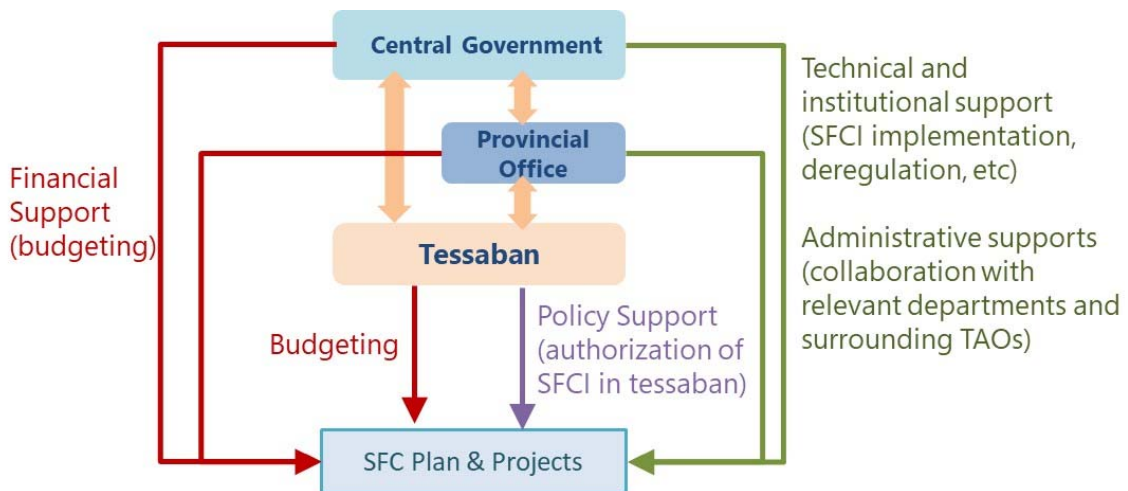 Central Government
Provincial
Office
Tessaban
Financial
Support
(budgeting)
Budgeting
Policy Support
(authorization of
SFCI in tessaban)
Technical and
institutional support
(SFCI implementation,
deregulation, etc)
Administrative supports
(collaboration with
relevant departments and
surrounding TAOs)
SFC Plan & Projects